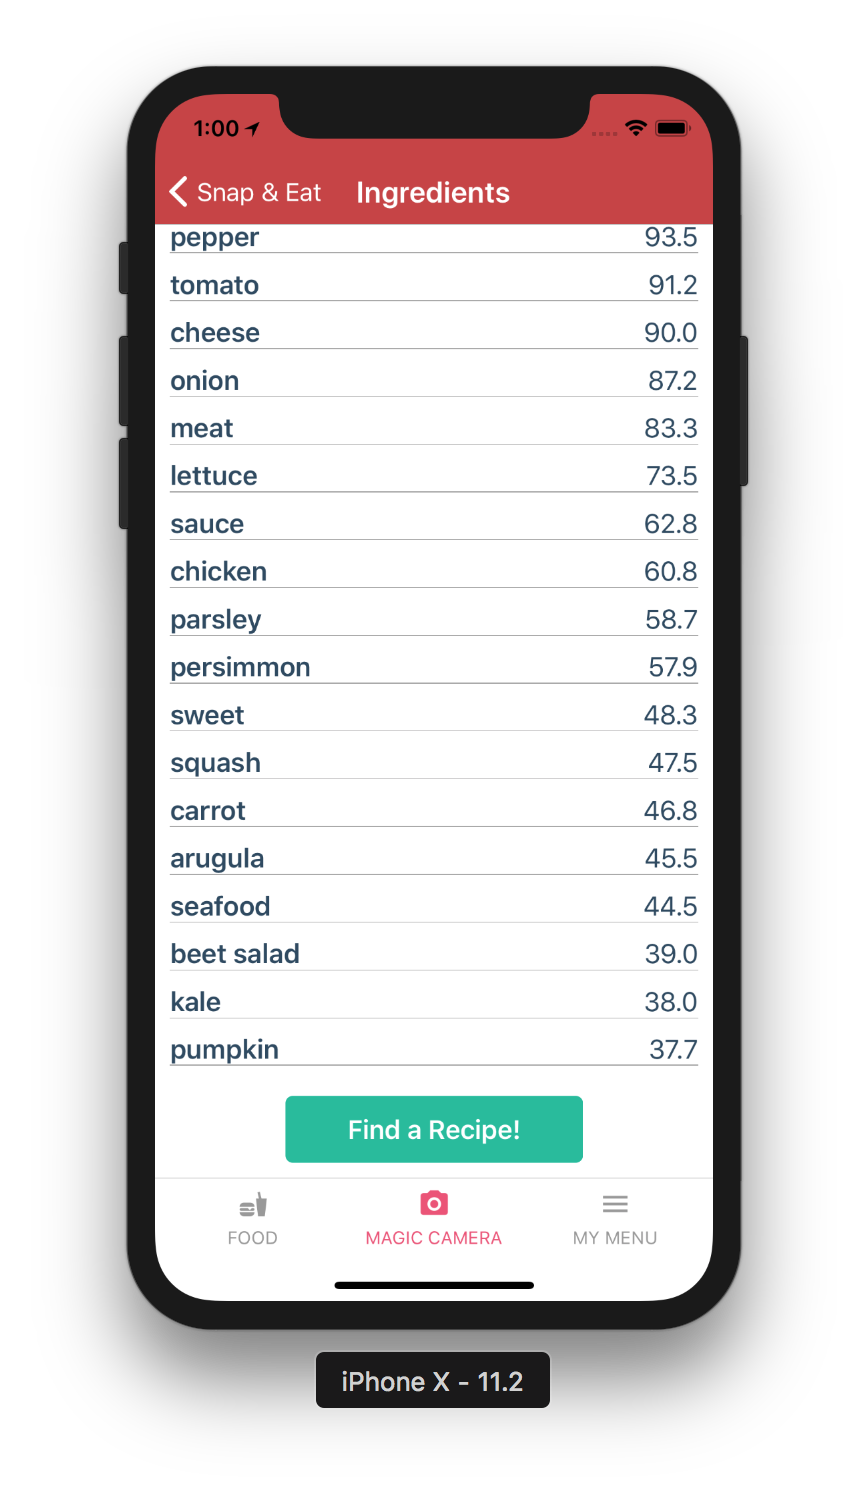 1:00
Snap & Eat Ingredients
pepper 93.5
tomato 91.2
cheese 90.0
onion 87.2
meat 83.3
lettuce 73.5
sauce 62.8
chicken 60.8
parsley 58.7
persimmon 57.9
sweet 48.3
squash 47.5
carrot 46.8
arugula 45.5
seafood 44.5
beet salad 39.0
kale 38.0
pumpkin 37.7
Find a Recipe!
FOOD MAGIC CAMERA MY MENU
iPhone X - 11.2